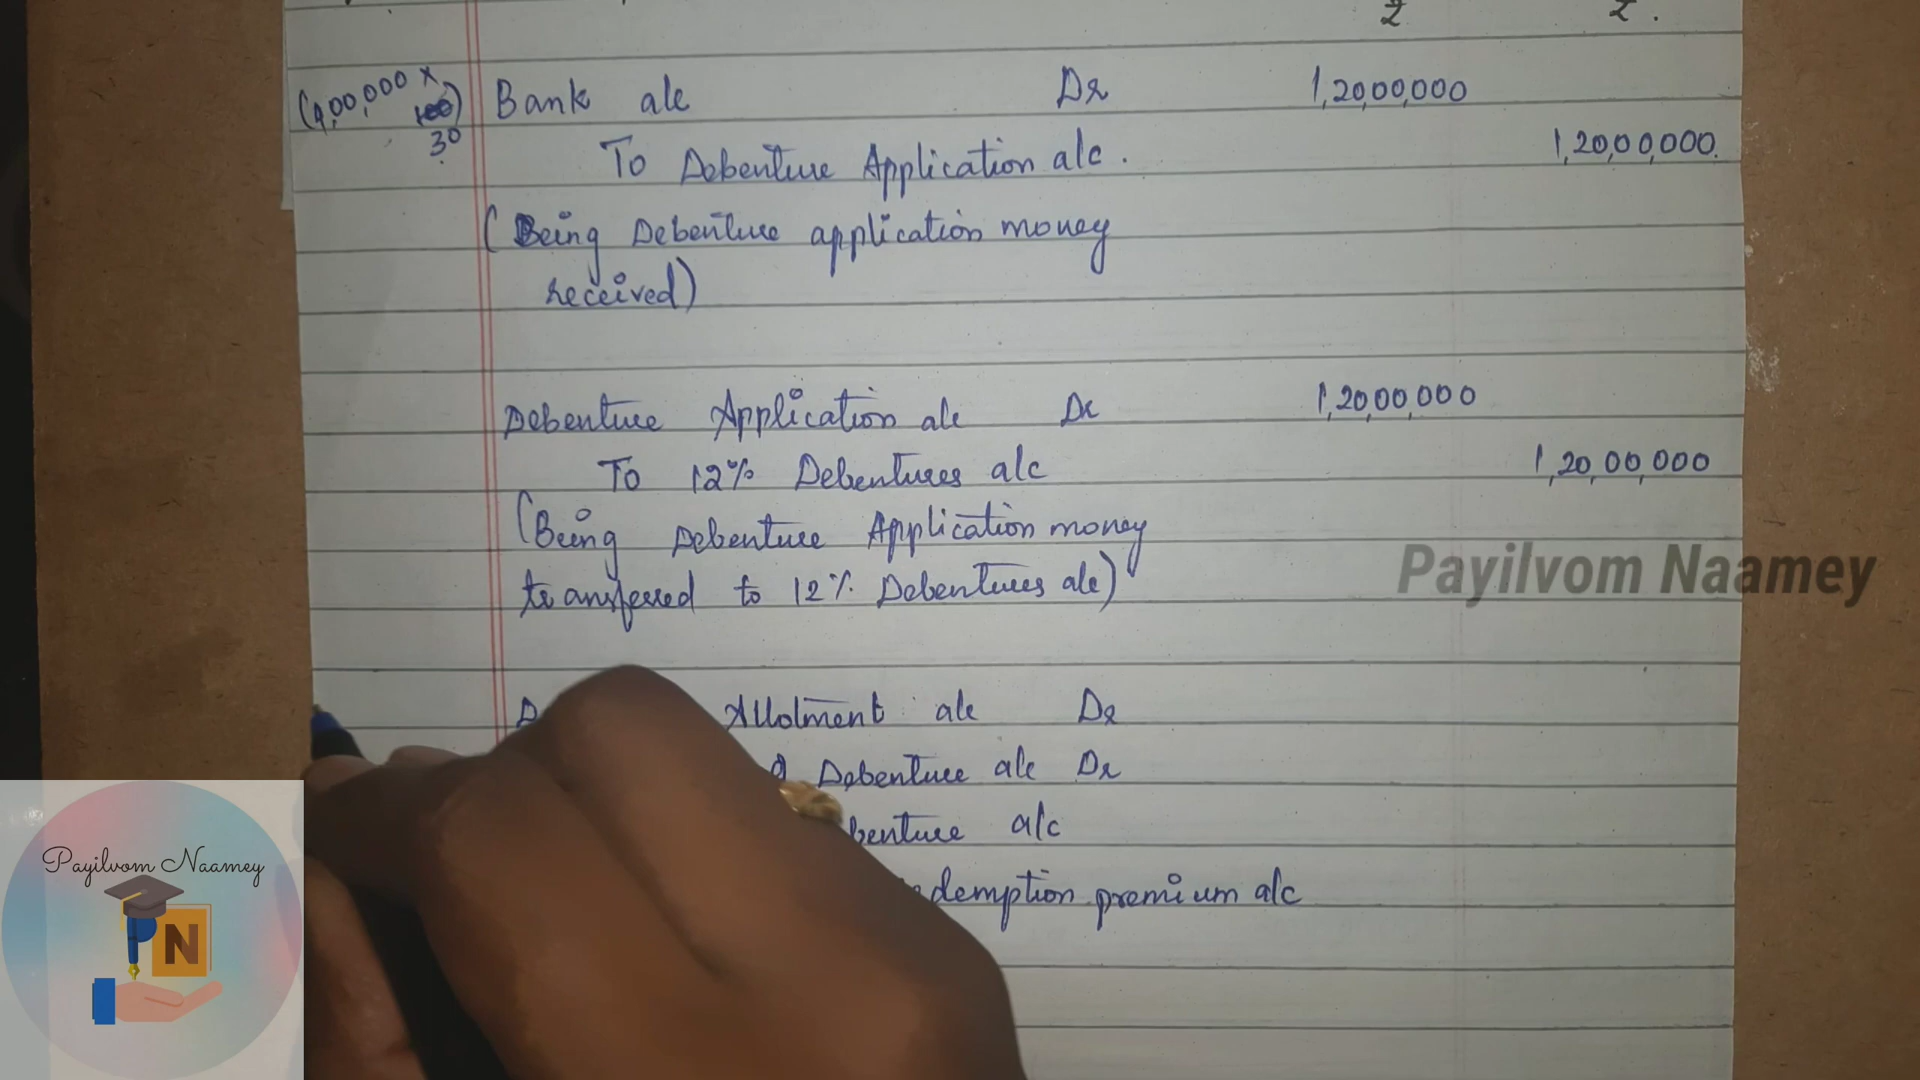 ₹ ₹.
(4,00,000 x 100) 30
Bank a/c Dr 1,20,00,000
To Debenture Application a/c. 1,20,00,000.
(Being Debenture application money
received)
Debenture Application a/c Dr 1,20,00,000
To 12% Debentures a/c 1,20,00,000
(Being Debenture Application money
transferred to 12% Debentures a/c)
Payilvom Naamey
Allotment a/c Dr
Debenture a/c Dr
a/c
premium a/c
Payilvom Naamey
P N